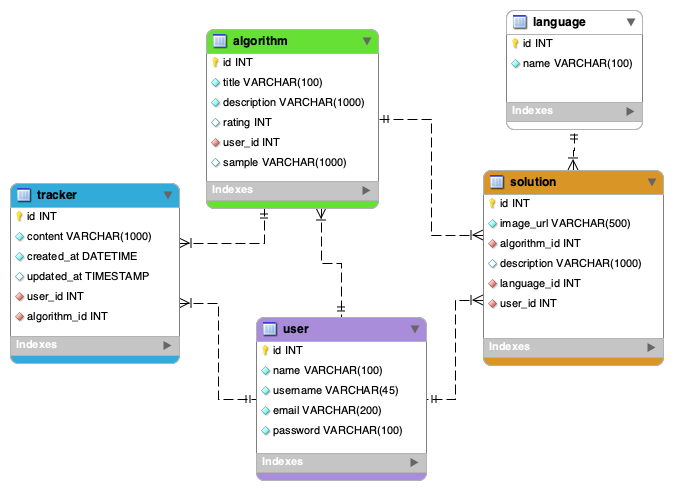 algorithm
id INT
title VARCHAR(100)
description VARCHAR(1000)
rating INT
user_id INT
sample VARCHAR(1000)
Indexes
language
id INT
name VARCHAR(100)
Indexes
tracker
id INT
content VARCHAR(1000)
created_at DATETIME
updated_at TIMESTAMP
user_id INT
algorithm_id INT
Indexes
solution
id INT
image_url VARCHAR(500)
algorithm_id INT
description VARCHAR(1000)
language_id INT
user_id INT
Indexes
user
id INT
name VARCHAR(100)
username VARCHAR(45)
email VARCHAR(200)
password VARCHAR(100)
Indexes